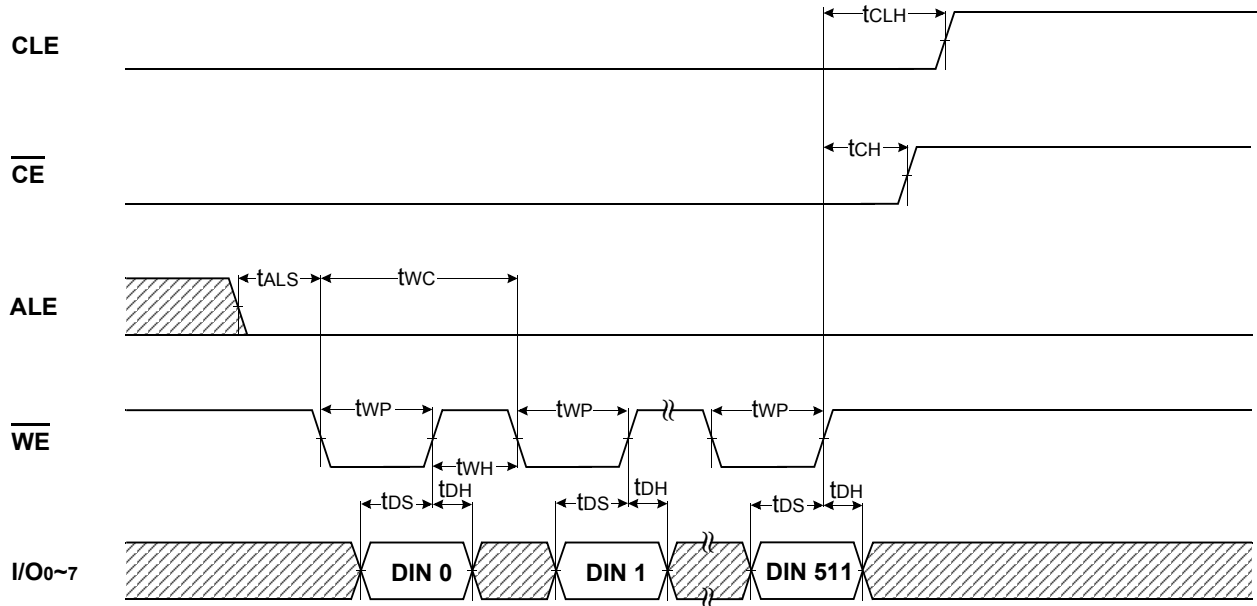 tCLH
CLE
tCH
CE
tALS
tWC
ALE
tWP
tWP
tWP
WE
tWH
tDS
tDH
tDS
tDH
tDS
tDH
I/O0~7
DIN 0
DIN 1
DIN 511